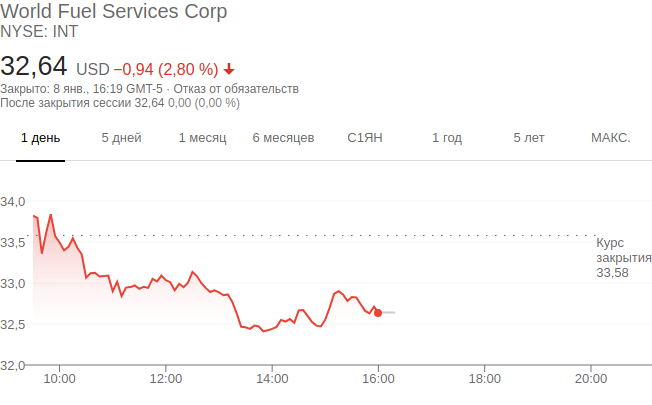 World Fuel Services Corp
NYSE: INT
32,64 USD −0,94 (2,80 %)
Закрыто: 8 янв., 16:19 GMT-5 · Отказ от обязательств
После закрытия сессии 32,64 0,00 (0,00 %)
1 день 5 дней 1 месяц 6 месяцев С1ЯН 1 год 5 лет МАКС.
34,0
33,5
33,0
32,5
32,0
Курс
закрытия
33,58
10:00 12:00 14:00 16:00 18:00 20:00